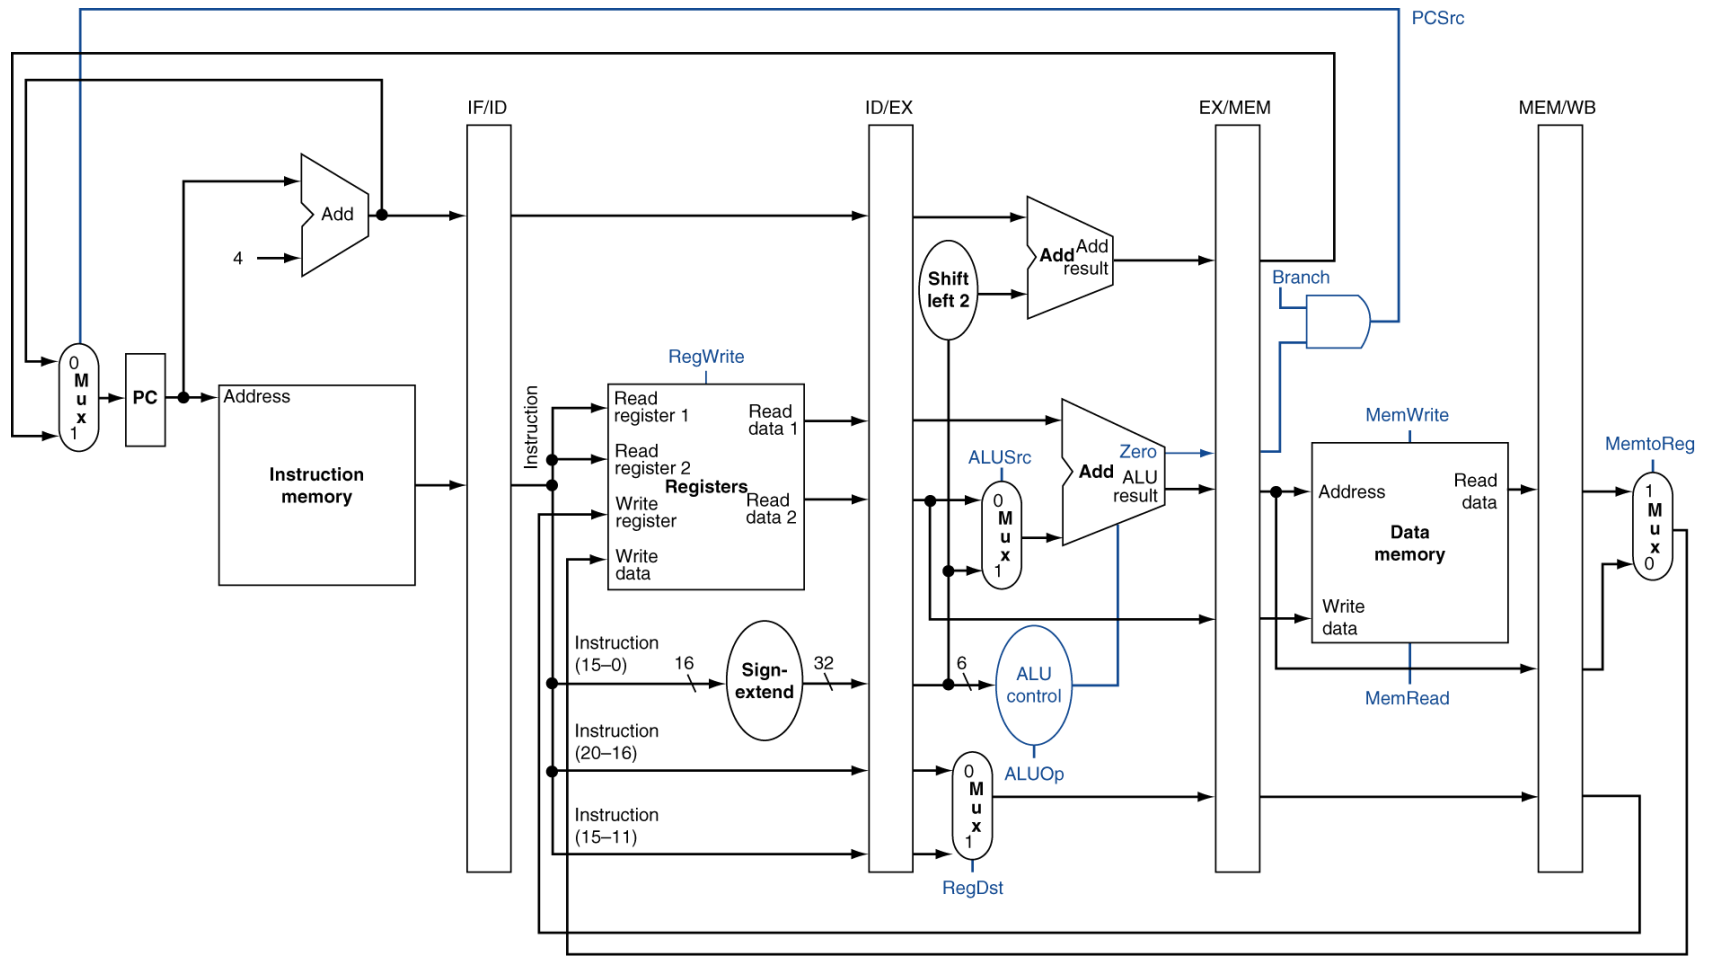 PCSrc
IF/ID
ID/EX
EX/MEM
MEM/WB
Add
4
0
M
u
x
1
PC
Address
Instruction
memory
Instruction
RegWrite
Read
register 1
Read
register 2
Write
register
Write
data
Registers
Read
data 1
Read
data 2
Instruction
(15–0)
16
Sign-
extend
32
Instruction
(20–16)
Instruction
(15–11)
Shift
left 2
Add
Add
result
ALUSrc
0
M
u
x
1
Add
Zero
ALU
result
6
ALU
control
ALUOp
0
M
u
x
1
RegDst
Branch
MemWrite
Address
Read
data
Data
memory
Write
data
MemRead
MemtoReg
1
M
u
x
0